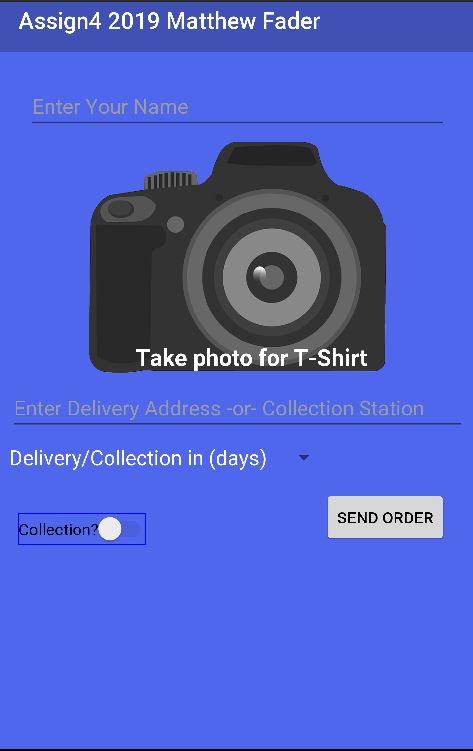 Assign4 2019 Matthew Fader
Enter Your Name
Take photo for T-Shirt
Enter Delivery Address -or- Collection Station
Delivery/Collection in (days)
Collection?
SEND ORDER